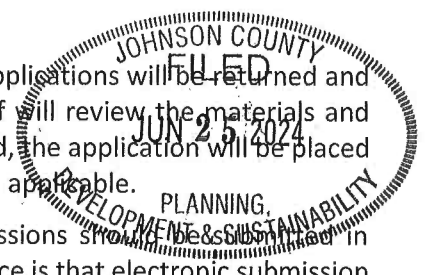 JOHNSON COUNTY
FILED
pplications will be returned and
f will review the materials and
JUN 25 2024
d, the application will be placed
applicable.
PLANNING,
DEVELOPMENT & SUSTAINABILITY
ssions should be submitted in
ce is that electronic submission